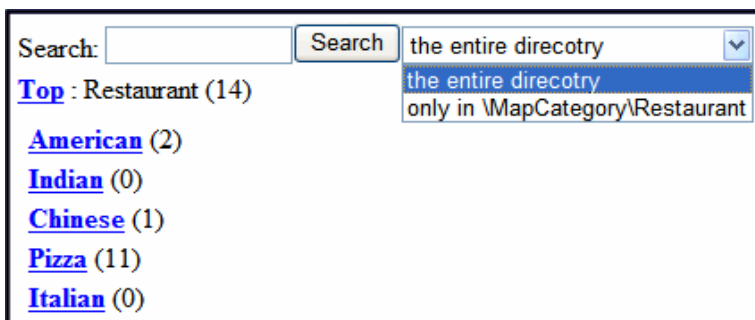 Search: Search the entire direcotry
the entire direcotry
only in \MapCategory\Restaurant
Top : Restaurant (14)
American (2)
Indian (0)
Chinese (1)
Pizza (11)
Italian (0)